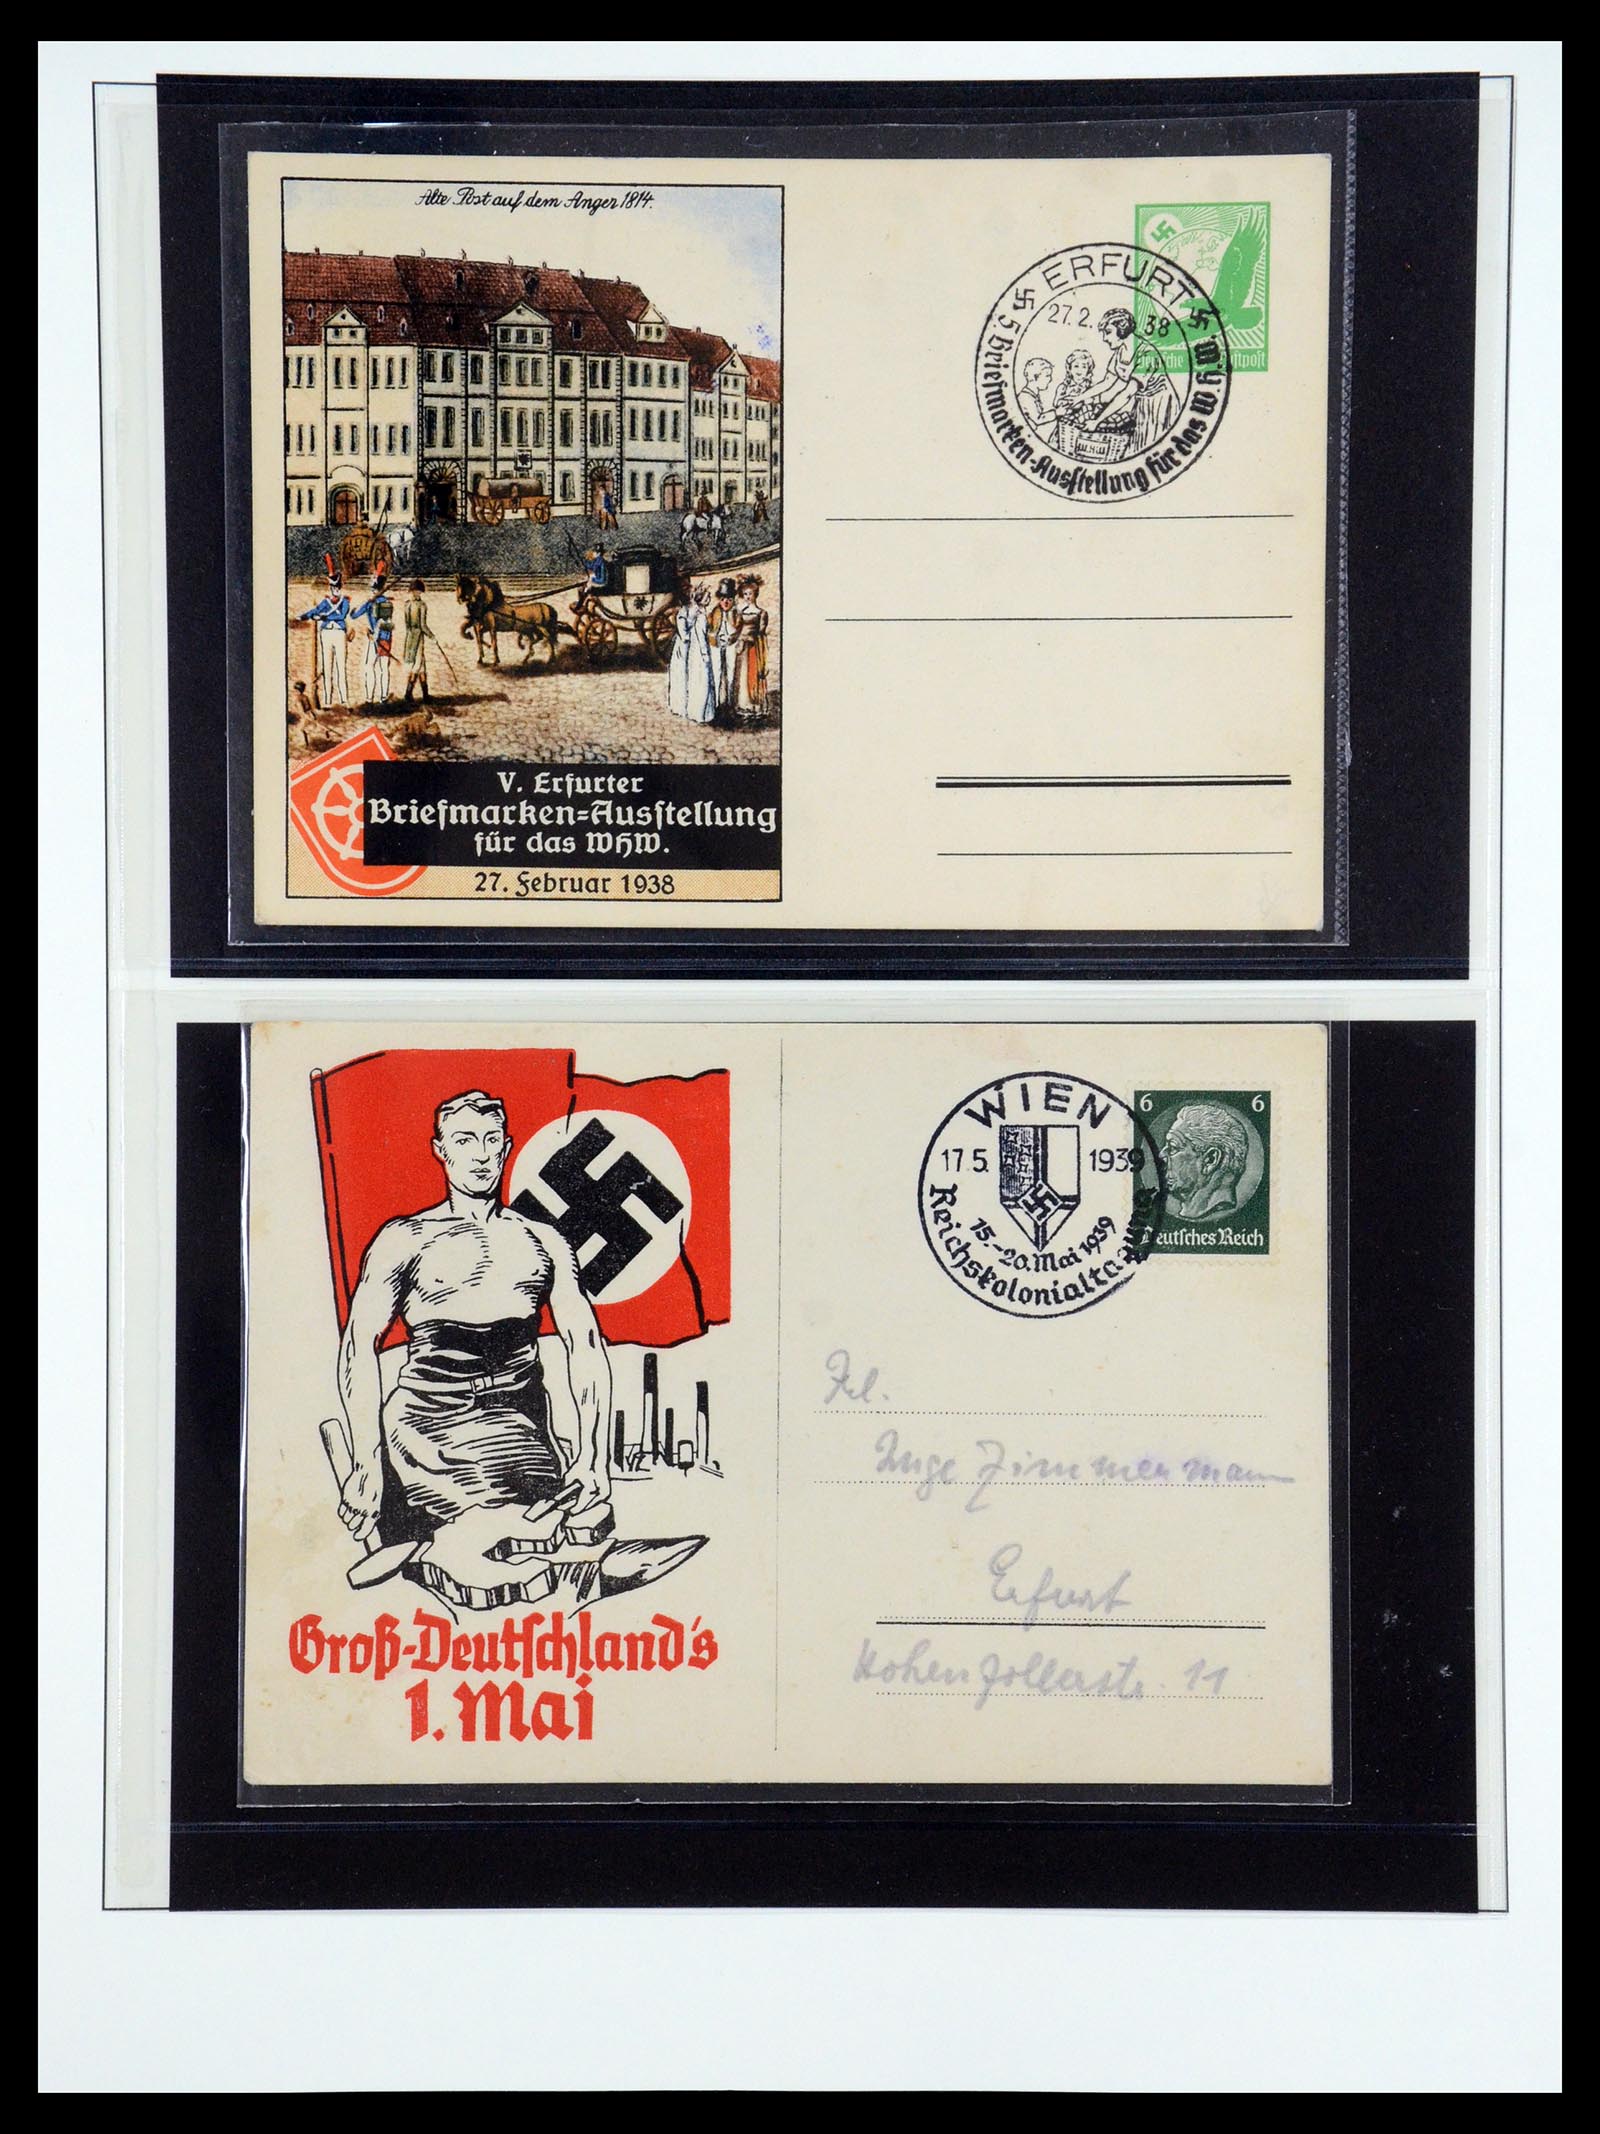 Alte Post auf dem Anger 1814.
ERFURT
27.2. 38
5. Briefmarken-Ausstellung für das W.H.W.
W.H.W
V. Erfurter
Briefmarken=Ausstellung
für das WHW.
27. Februar 1938
WIEN
17.5. 1939
15.-20. Mai 1939
Reichskolonialtagung
6 6
Deutsches Reich
Frl.
Inge Zimmermann
Erfurt
Hohenzollerstr. 11
Groß-Deutschland's
1. Mai